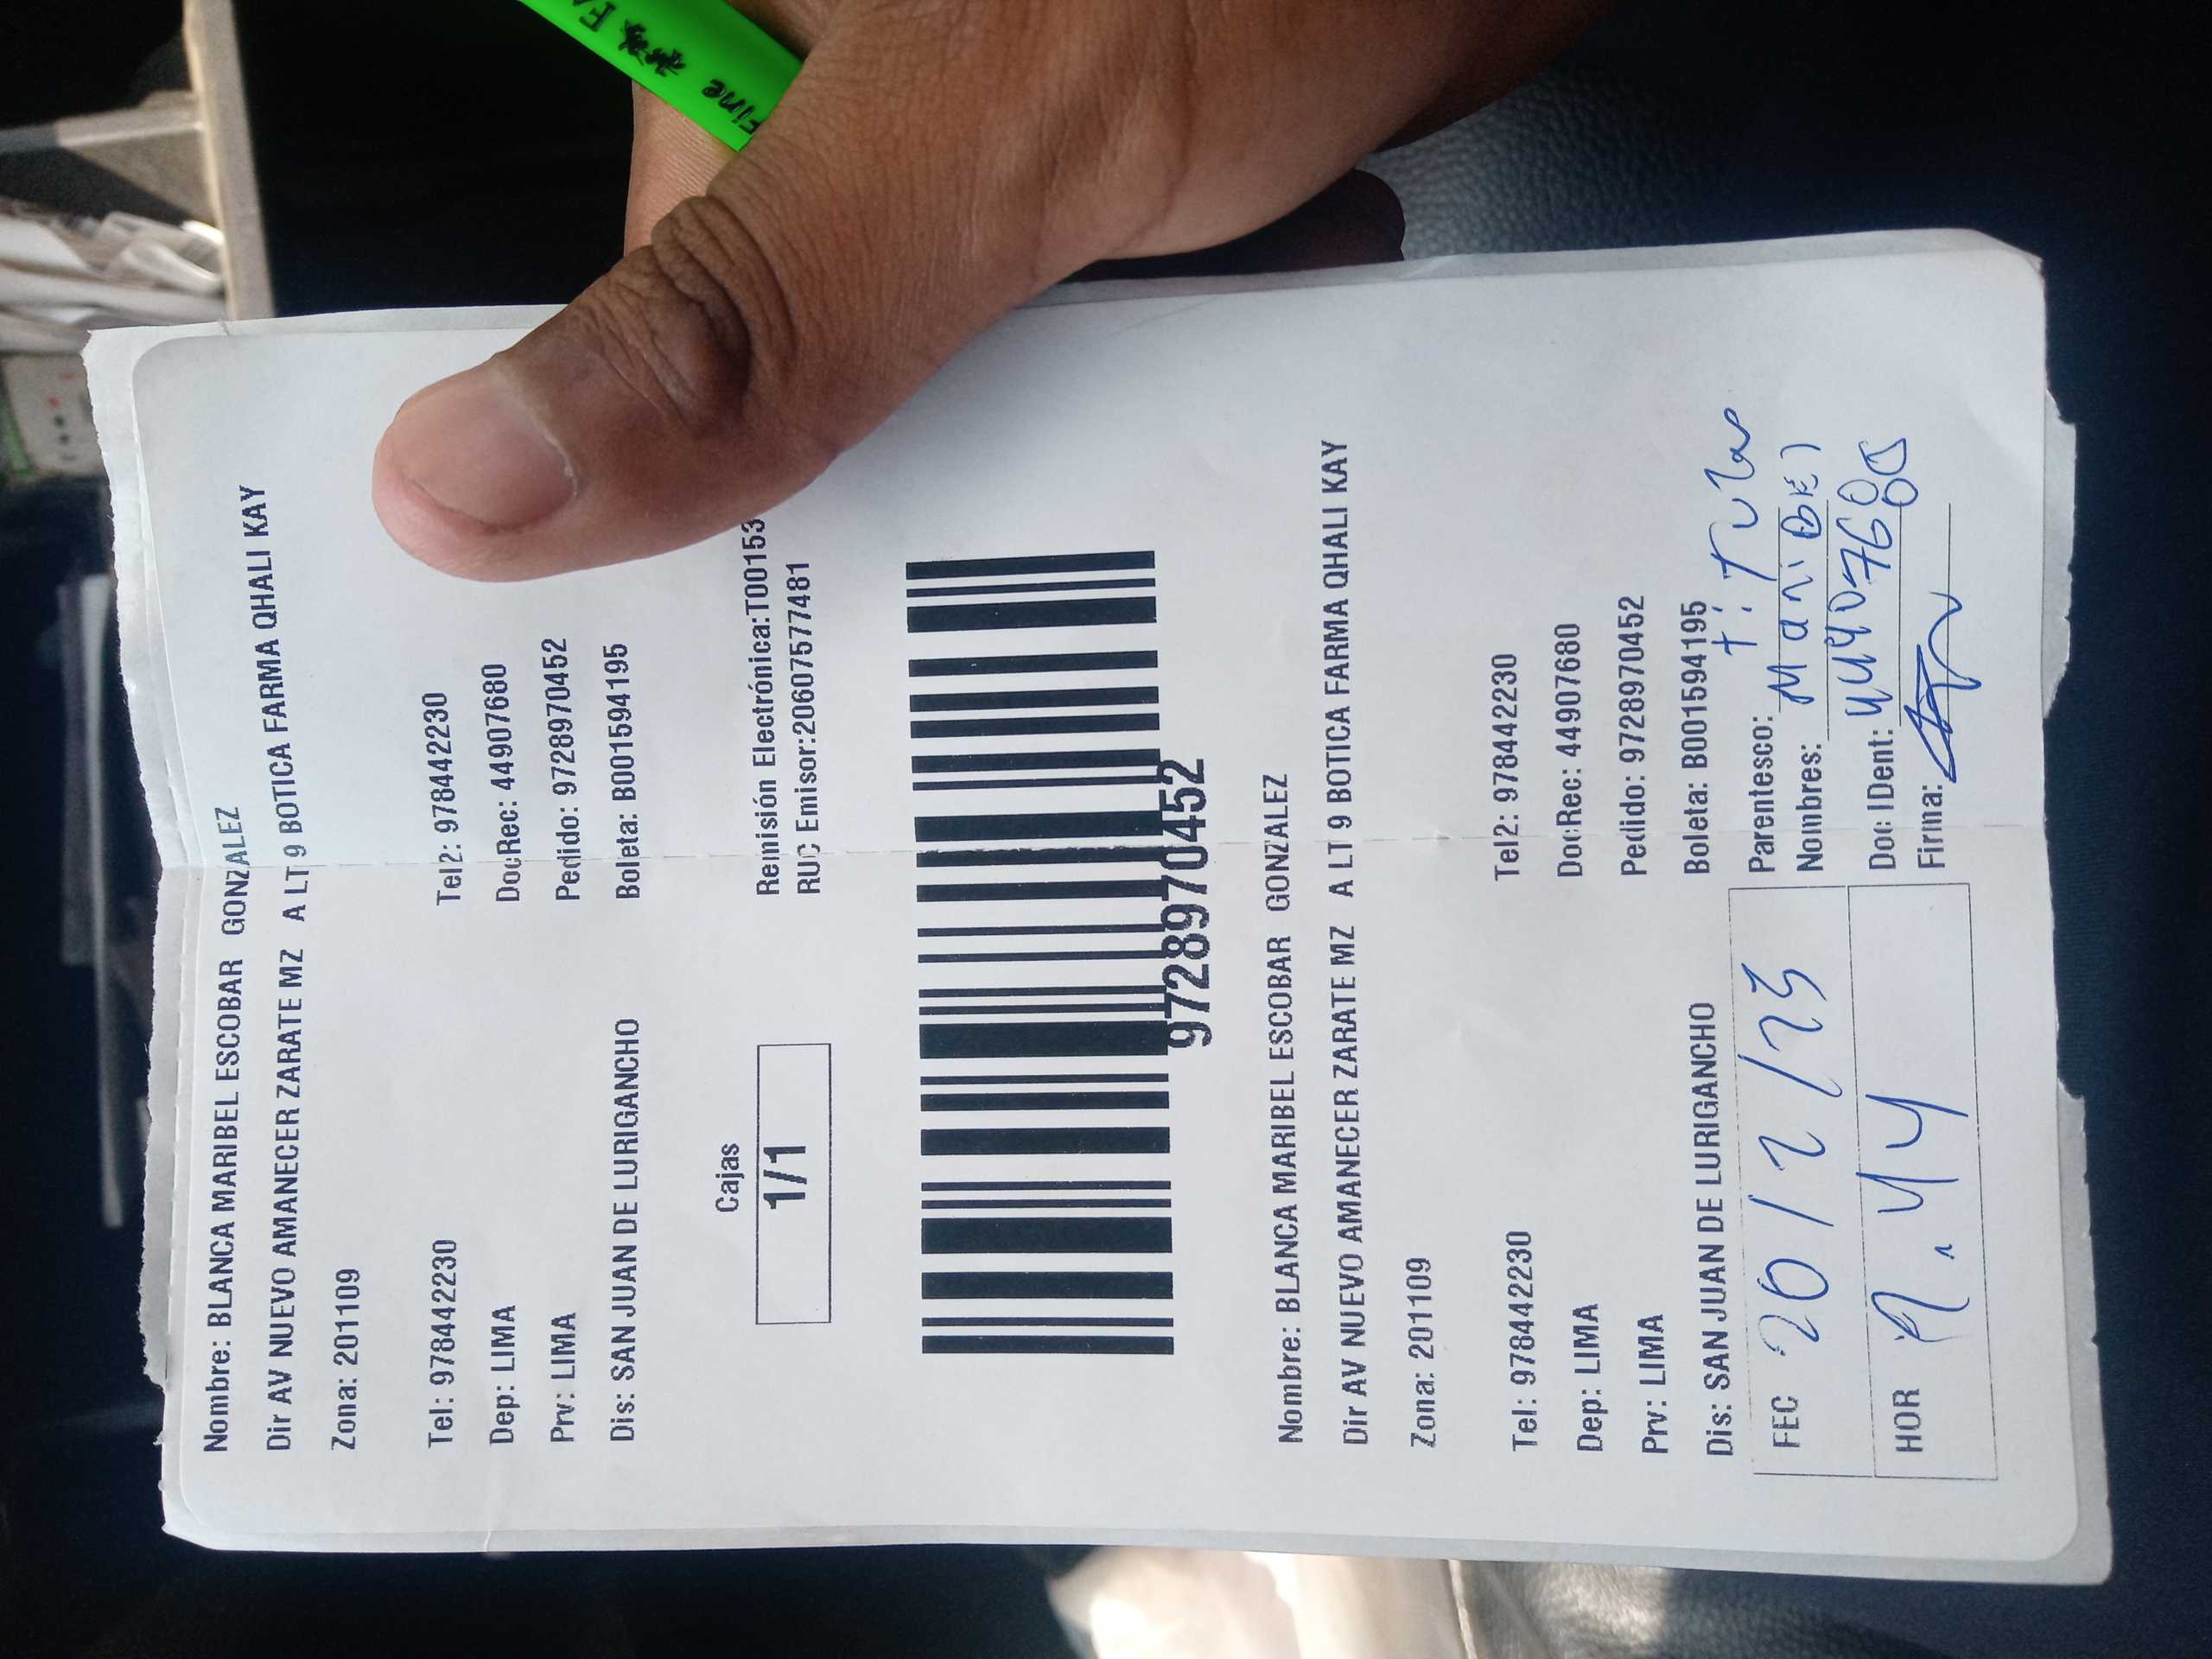 Fine
Nombre: BLANCA MARIBEL ESCOBAR GONZALEZ
Dir AV NUEVO AMANECER ZARATE MZ A LT 9 BOTICA FARMA QHALI KAY
Zona: 201109
Tel: 978442230 Tel2: 978442230
Dep: LIMA DocRec: 44907680
Prv: LIMA Pedido: 9728970452
Dis: SAN JUAN DE LURIGANCHO Boleta: B001594195
Cajas
1/1
Remisión Electrónica:T00153
RUC Emisor:20607577481
9728970452
Nombre: BLANCA MARIBEL ESCOBAR GONZALEZ
Dir AV NUEVO AMANECER ZARATE MZ A LT 9 BOTICA FARMA QHALI KAY
Zona: 201109
Tel: 978442230 Tel2: 978442230
Dep: LIMA DocRec: 44907680
Prv: LIMA Pedido: 9728970452
Dis: SAN JUAN DE LURIGANCHO Boleta: B001594195
FEC 20/12/23
HOR
Parentesco: titular
Nombres: Maribel
Doc IDent:
Firma: